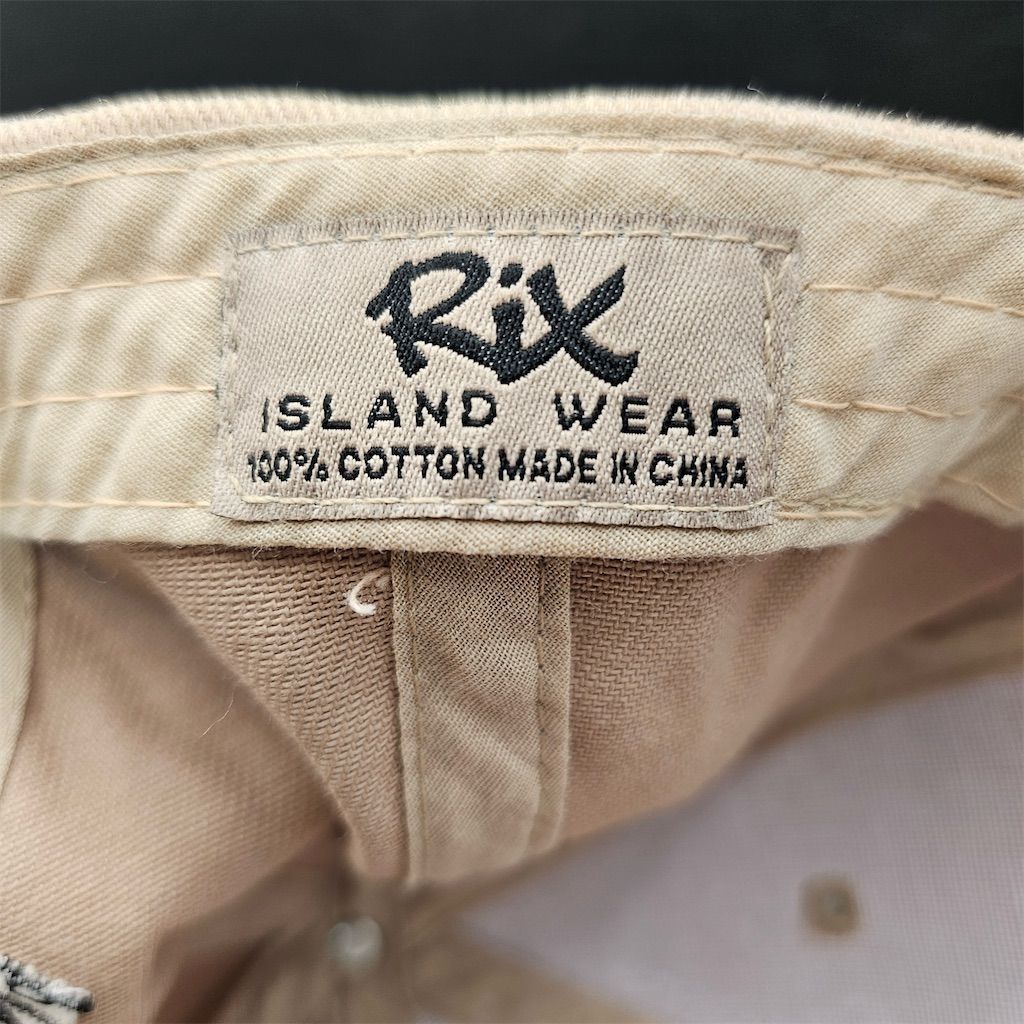 RiX
ISLAND WEAR
100% COTTON MADE IN CHINA